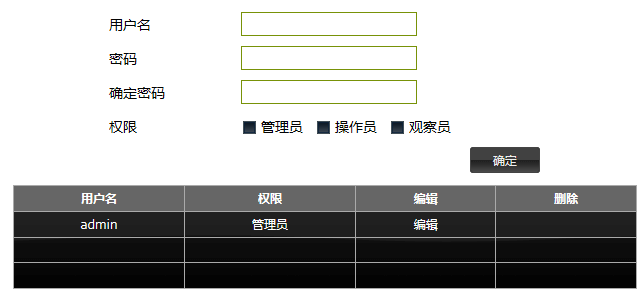 用户名
密码
确定密码
权限 管理员 操作员 观察员
确定
用户名 权限 编辑 删除
admin 管理员 编辑